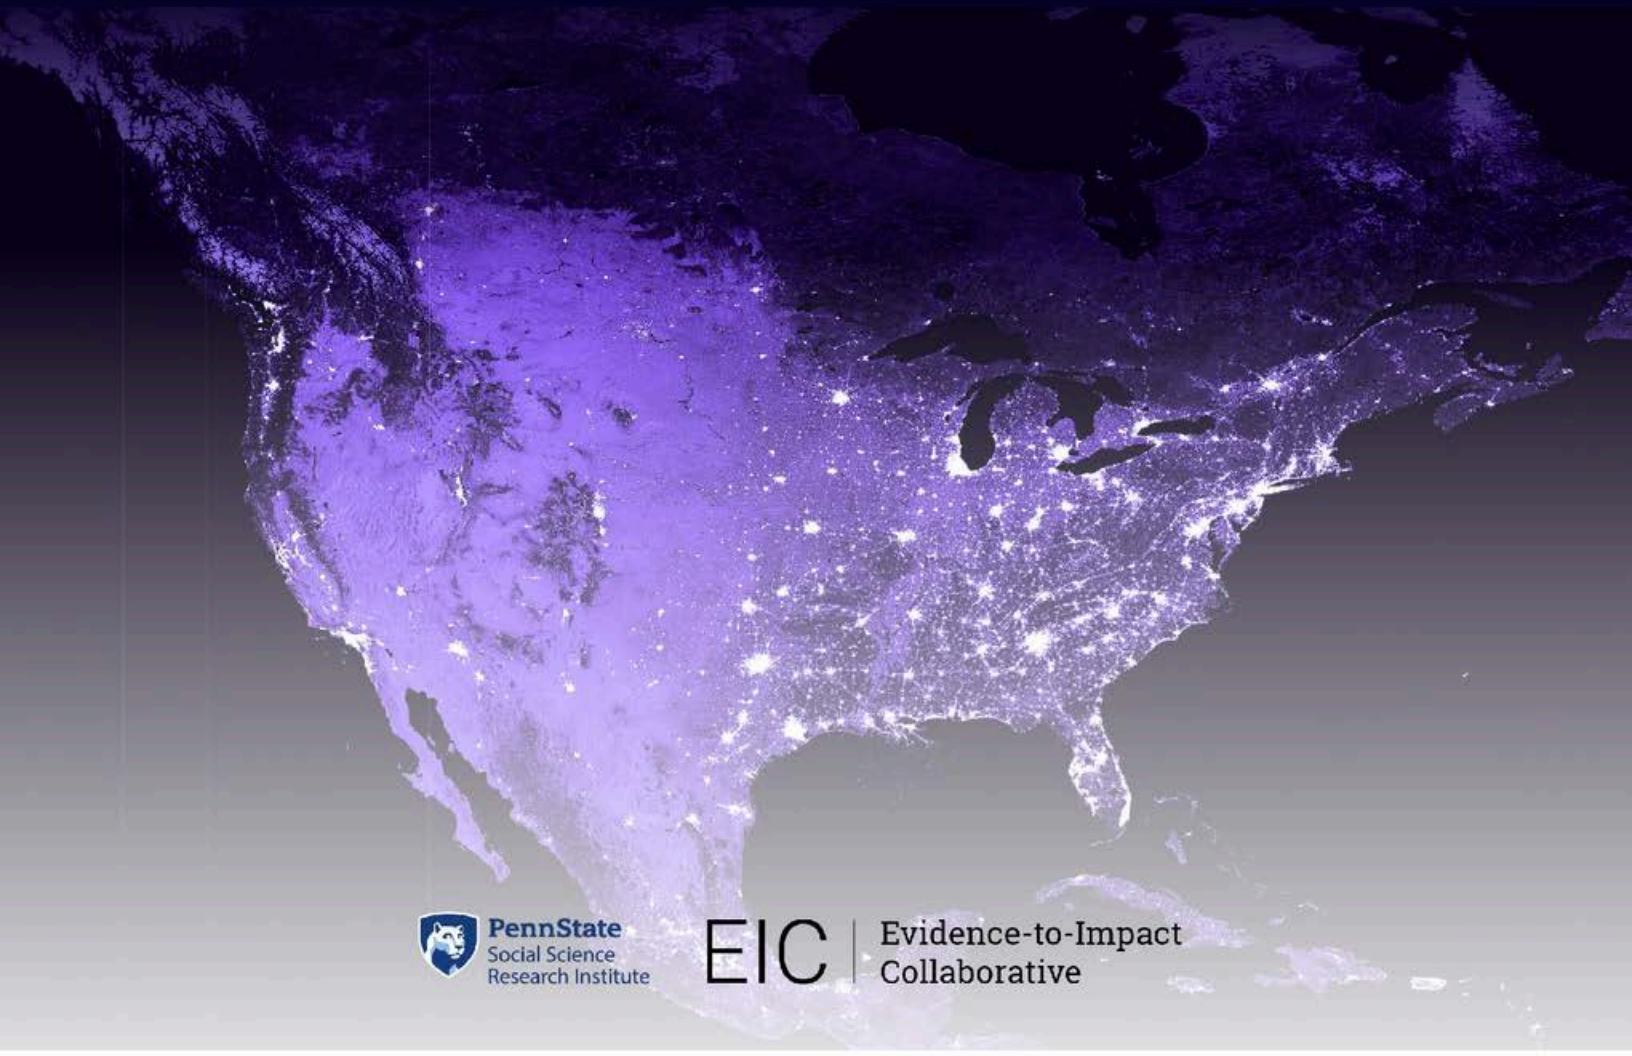 PennState
Social Science
Research Institute
EIC
Evidence-to-Impact
Collaborative